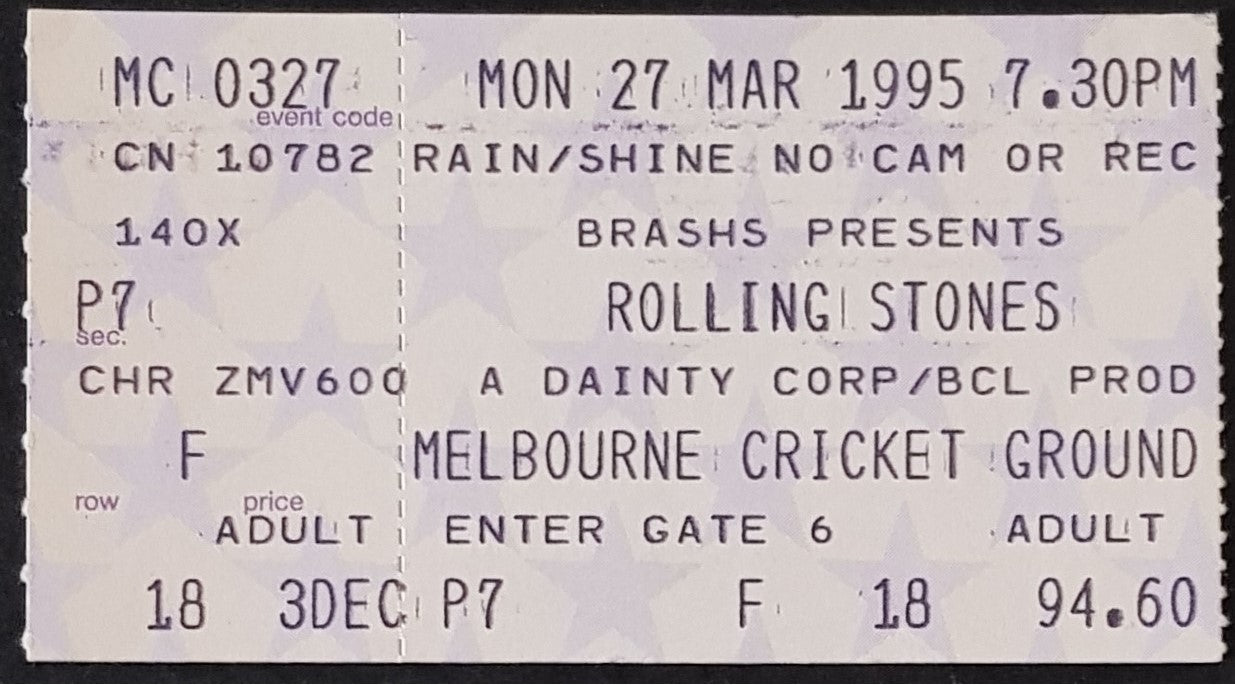 MC 0327 MON 27 MAR 1995 7.30PM
event code
CN 10782 RAIN/SHINE NO CAM OR REC
140X BRASHS PRESENTS
P7 ROLLING STONES
sec.
CHR ZMV600 A DAINTY CORP/BCL PROD
F MELBOURNE CRICKET GROUND
row price
ADULT ENTER GATE 6 ADULT
18 3DEC P7 F 18 94.60